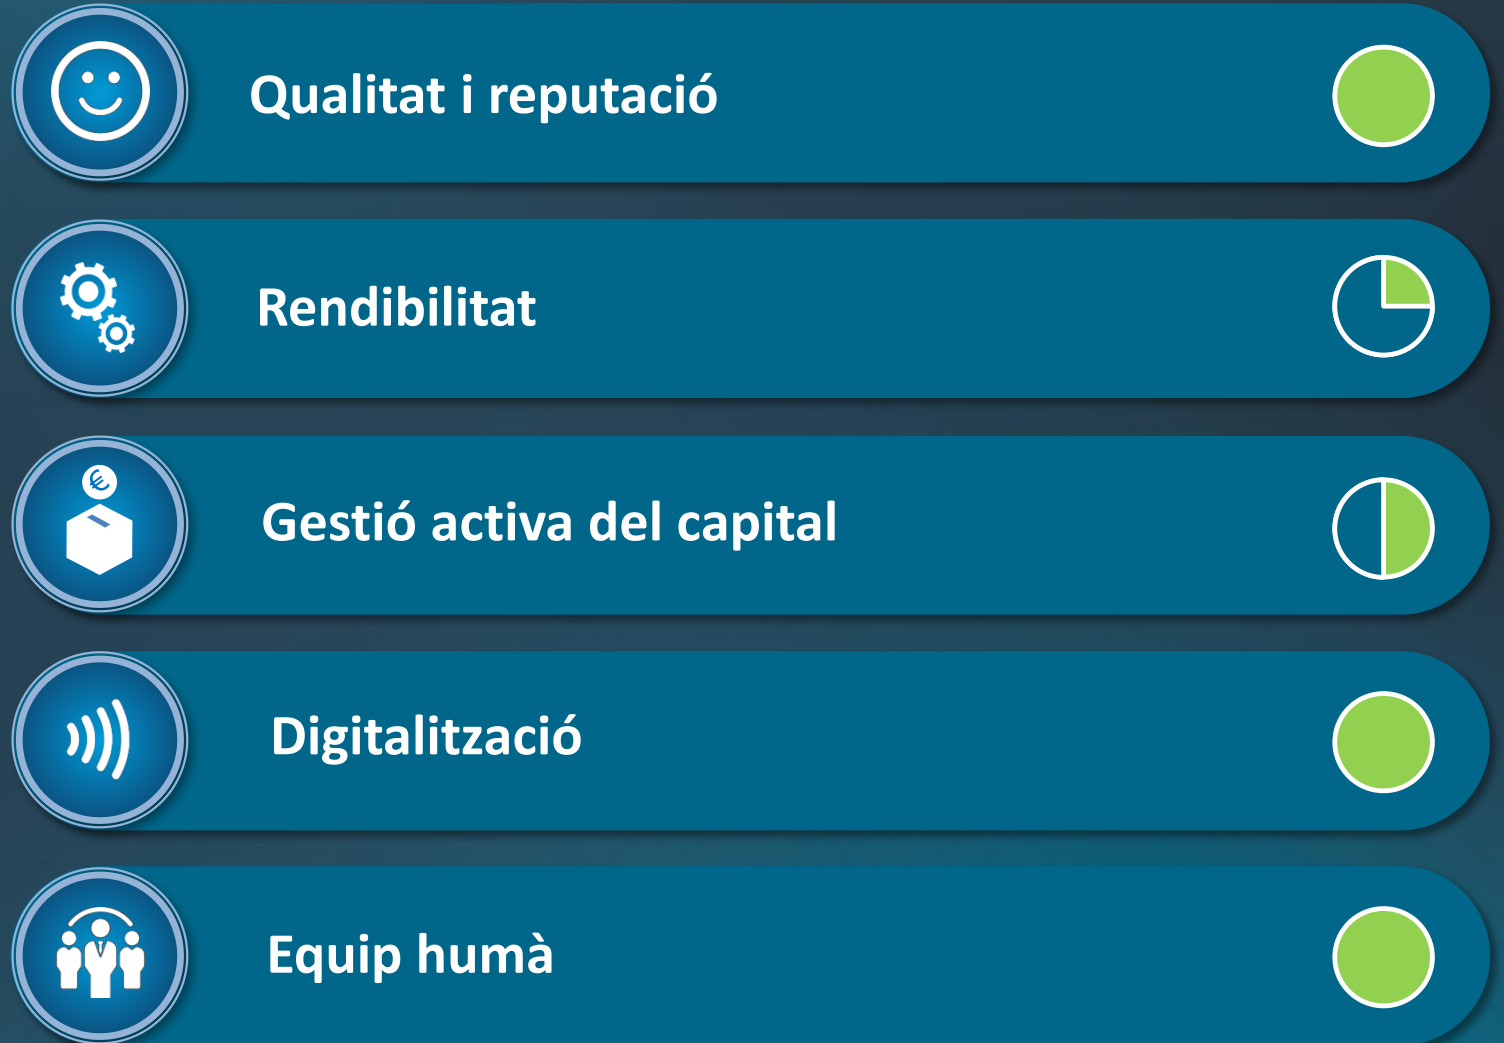 Qualitat i reputació
Rendibilitat
€
Gestió activa del capital
Digitalització
Equip humà